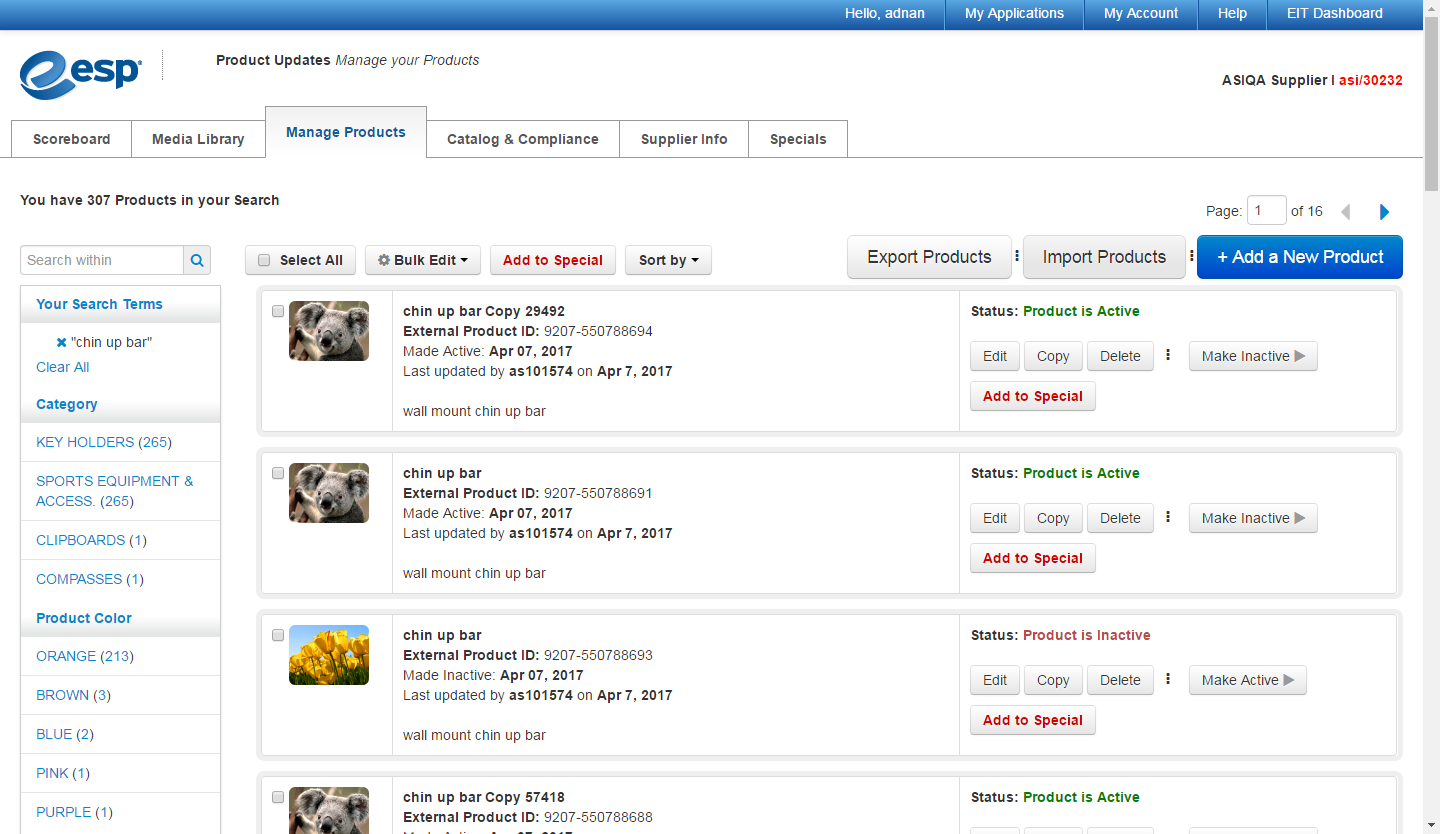 Hello, adnan
My Applications
My Account
Help
EIT Dashboard
esp
Product Updates Manage your Products
ASIQA Supplier I asi/30232
Scoreboard
Media Library
Manage Products
Catalog & Compliance
Supplier Info
Specials
You have 307 Products in your Search
Page: 1 of 16
Search within
Select All
Bulk Edit
Add to Special
Sort by
Export Products
Import Products
+ Add a New Product
Your Search Terms
"chin up bar"
Clear All
Category
KEY HOLDERS (265)
SPORTS EQUIPMENT &
ACCESS. (265)
CLIPBOARDS (1)
COMPASSES (1)
Product Color
ORANGE (213)
BROWN (3)
BLUE (2)
PINK (1)
PURPLE (1)
chin up bar Copy 29492
External Product ID: 9207-550788694
Made Active: Apr 07, 2017
Last updated by as101574 on Apr 7, 2017
wall mount chin up bar
Status: Product is Active
Edit
Copy
Delete
Make Inactive
Add to Special
chin up bar
External Product ID: 9207-550788691
Made Active: Apr 07, 2017
Last updated by as101574 on Apr 7, 2017
wall mount chin up bar
Status: Product is Active
Edit
Copy
Delete
Make Inactive
Add to Special
chin up bar
External Product ID: 9207-550788693
Made Inactive: Apr 07, 2017
Last updated by as101574 on Apr 7, 2017
wall mount chin up bar
Status: Product is Inactive
Edit
Copy
Delete
Make Active
Add to Special
chin up bar Copy 57418
External Product ID: 9207-550788688
Status: Product is Active